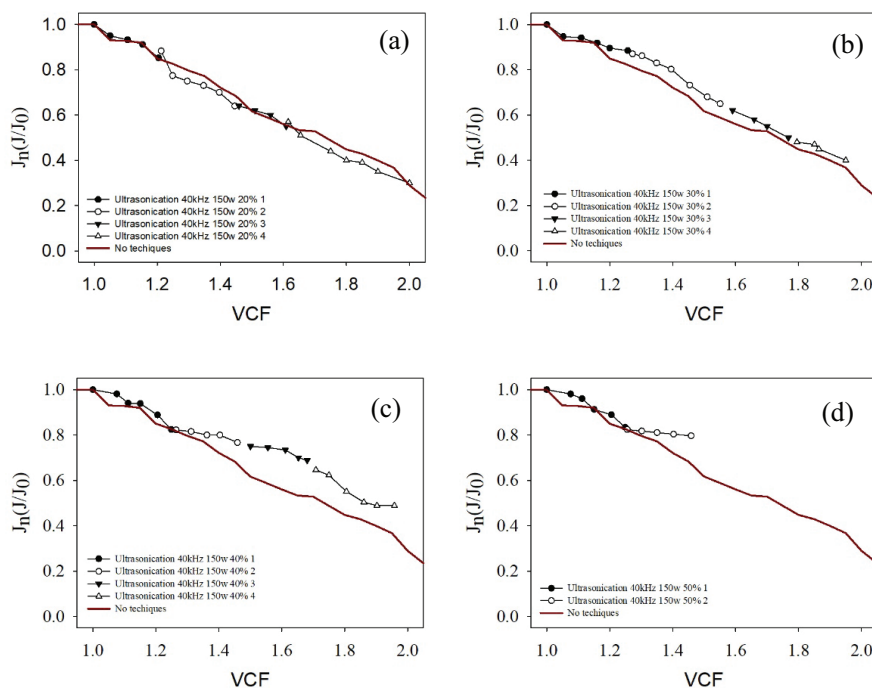 (a)
Jn(J/J0)
1.0
0.8
0.6
0.4
0.2
0.0
Ultrasonication 40kHz 150w 20% 1
Ultrasonication 40kHz 150w 20% 2
Ultrasonication 40kHz 150w 20% 3
Ultrasonication 40kHz 150w 20% 4
No techiques
1.0 1.2 1.4 1.6 1.8 2.0
VCF
(b)
Jn(J/J0)
1.0
0.8
0.6
0.4
0.2
0.0
Ultrasonication 40kHz 150w 30% 1
Ultrasonication 40kHz 150w 30% 2
Ultrasonication 40kHz 150w 30% 3
Ultrasonication 40kHz 150w 30% 4
No techiques
1.0 1.2 1.4 1.6 1.8 2.0
VCF
(c)
Jn(J/J0)
1.0
0.8
0.6
0.4
0.2
0.0
Ultrasonication 40kHz 150w 40% 1
Ultrasonication 40kHz 150w 40% 2
Ultrasonication 40kHz 150w 40% 3
Ultrasonication 40kHz 150w 40% 4
No techiques
1.0 1.2 1.4 1.6 1.8 2.0
VCF
(d)
Jn(J/J0)
1.0
0.8
0.6
0.4
0.2
0.0
Ultrasonication 40kHz 150w 50% 1
Ultrasonication 40kHz 150w 50% 2
No techiques
1.0 1.2 1.4 1.6 1.8 2.0
VCF